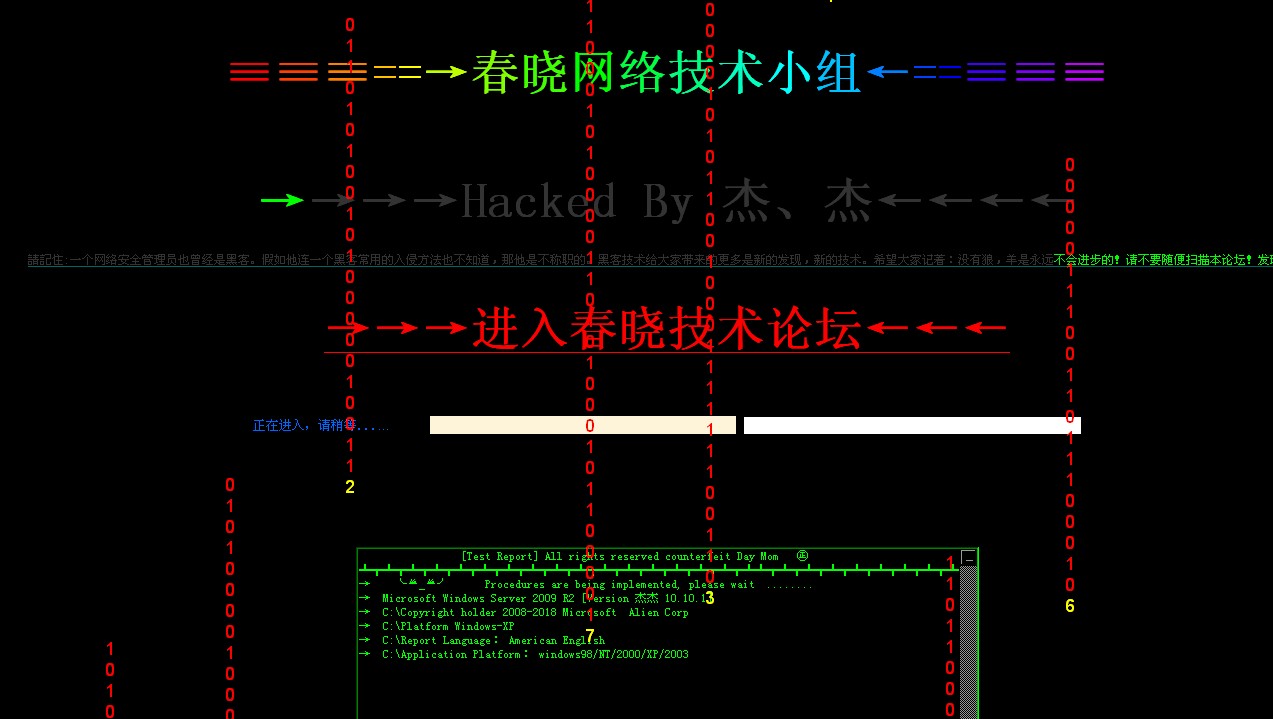 春晓网络技术小组
Hacked By 杰、杰
請記住:一个网络安全管理员也曾经是黑客。假如他连一个黑客常用的入侵方法也不知道，那他是不称职的! 黑客技术给大家带来的更多是新的发现，新的技术。希望大家记着：没有狼，羊是永远不会进步的! 请不要随便扫描本论坛! 发现
进入春晓技术论坛
正在进入，请稍等......
[Test Report] All rights reserved counterfeit Day Mom ㊣
Procedures are being implemented, please wait ........
Microsoft Windows Server 2009 R2 [Version 杰杰 10.10.1
C:\Copyright holder 2008-2018 Microsoft Alien Corp
C:\Platform Windows-XP
C:\Report Language： American English
C:\Application Platform： windows98/NT/2000/XP/2003
2
7
3
6